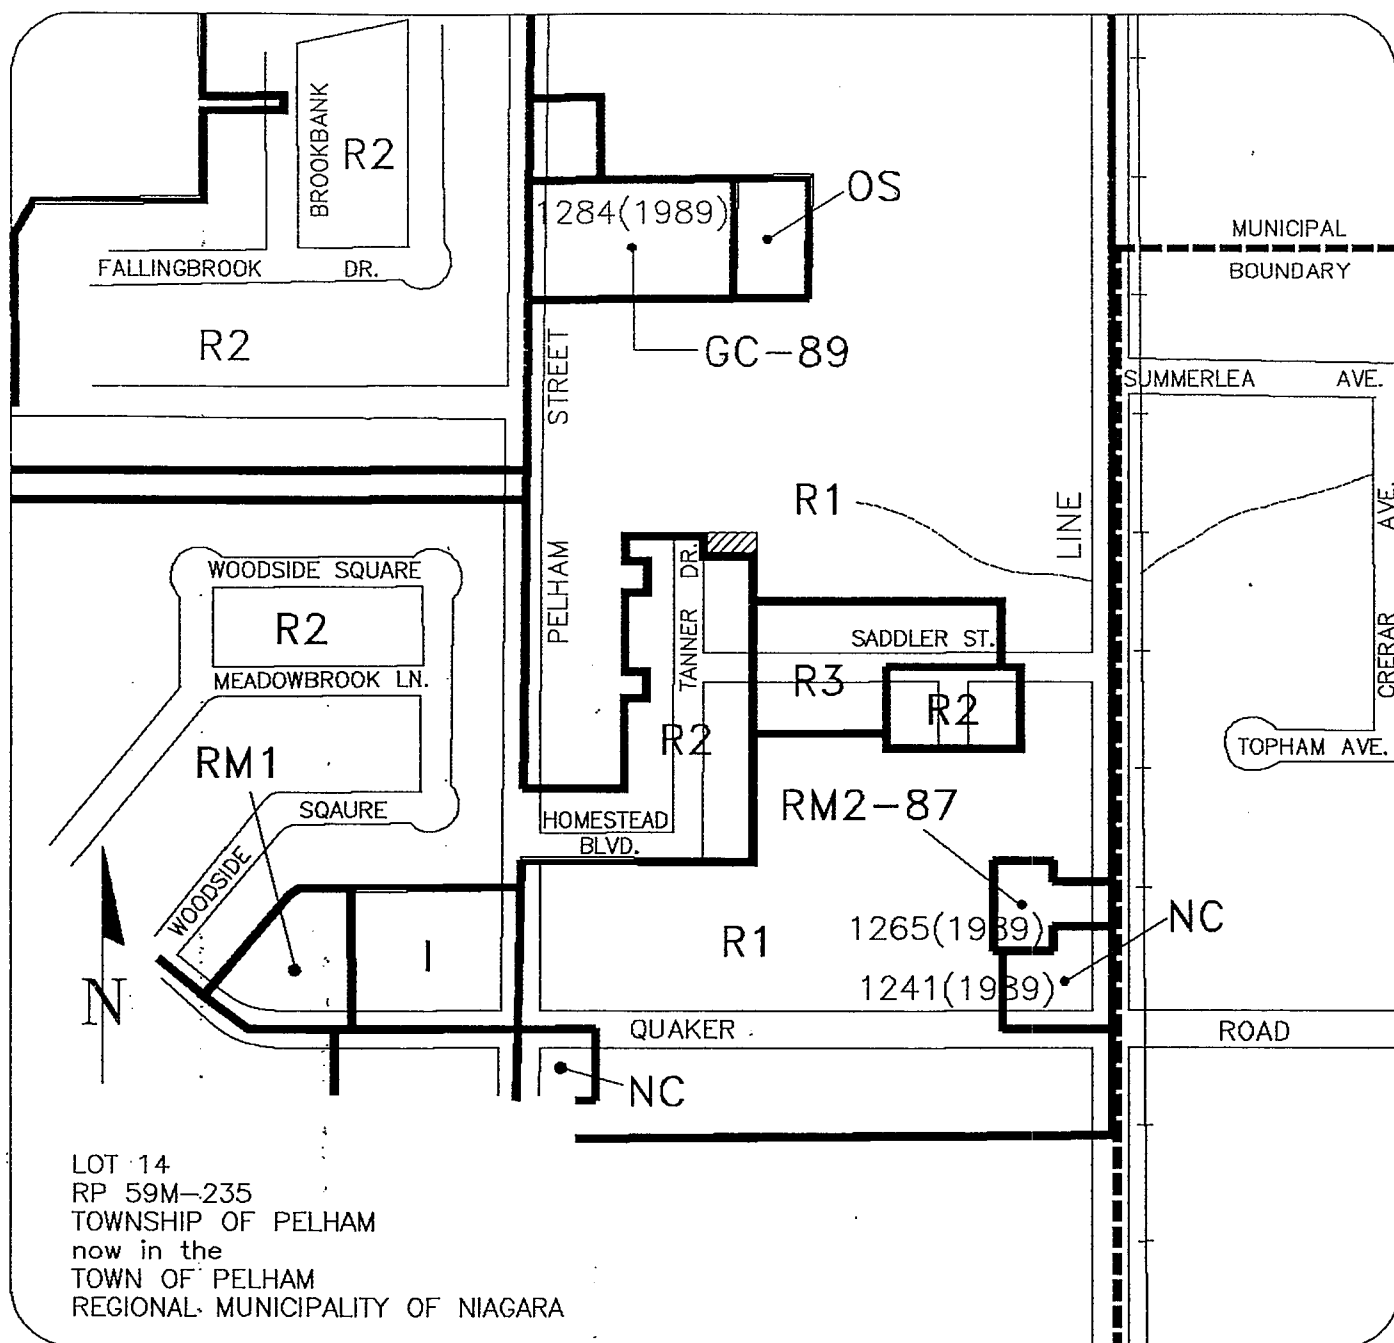 BROOKBANK
R2
OS
1284(1989)
MUNICIPAL
BOUNDARY
FALLINGBROOK DR.
R2
GC-89
STREET
SUMMERLEA AVE.
R1
LINE
CRERAR AVE.
WOODSIDE SQUARE
PELHAM
TANNER DR.
R2
SADDLER ST.
MEADOWBROOK LN.
R3
R2
R2
TOPHAM AVE.
RM1
SQAURE
HOMESTEAD
BLVD.
RM2-87
WOODSIDE
NC
1265(1989)
R1
I
1241(1989)
N
QUAKER ROAD
NC
LOT 14
RP 59M-235
TOWNSHIP OF PELHAM
now in the
TOWN OF PELHAM
REGIONAL MUNICIPALITY OF NIAGARA